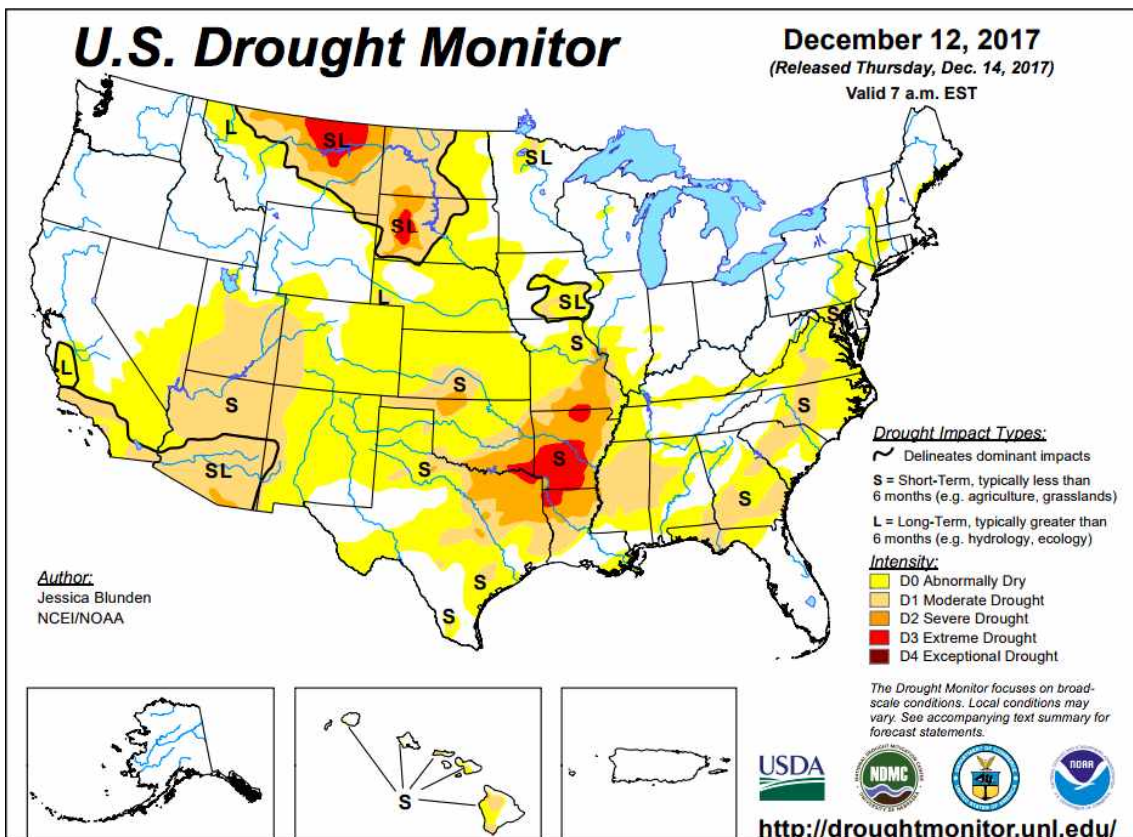 U.S. Drought Monitor
December 12, 2017
(Released Thursday, Dec. 14, 2017)
Valid 7 a.m. EST
L
SL
SL
SL
L
SL
S
L
S
S
S
SL
S
S
S
S
S
S
Drought Impact Types:
Delineates dominant impacts
S = Short-Term, typically less than
6 months (e.g. agriculture, grasslands)
L = Long-Term, typically greater than
6 months (e.g. hydrology, ecology)
Intensity:
D0 Abnormally Dry
D1 Moderate Drought
D2 Severe Drought
D3 Extreme Drought
D4 Exceptional Drought
Author:
Jessica Blunden
NCEI/NOAA
S
The Drought Monitor focuses on broad-
scale conditions. Local conditions may
vary. See accompanying text summary for
forecast statements.
USDA
NDMC
NOAA
http://droughtmonitor.unl.edu/